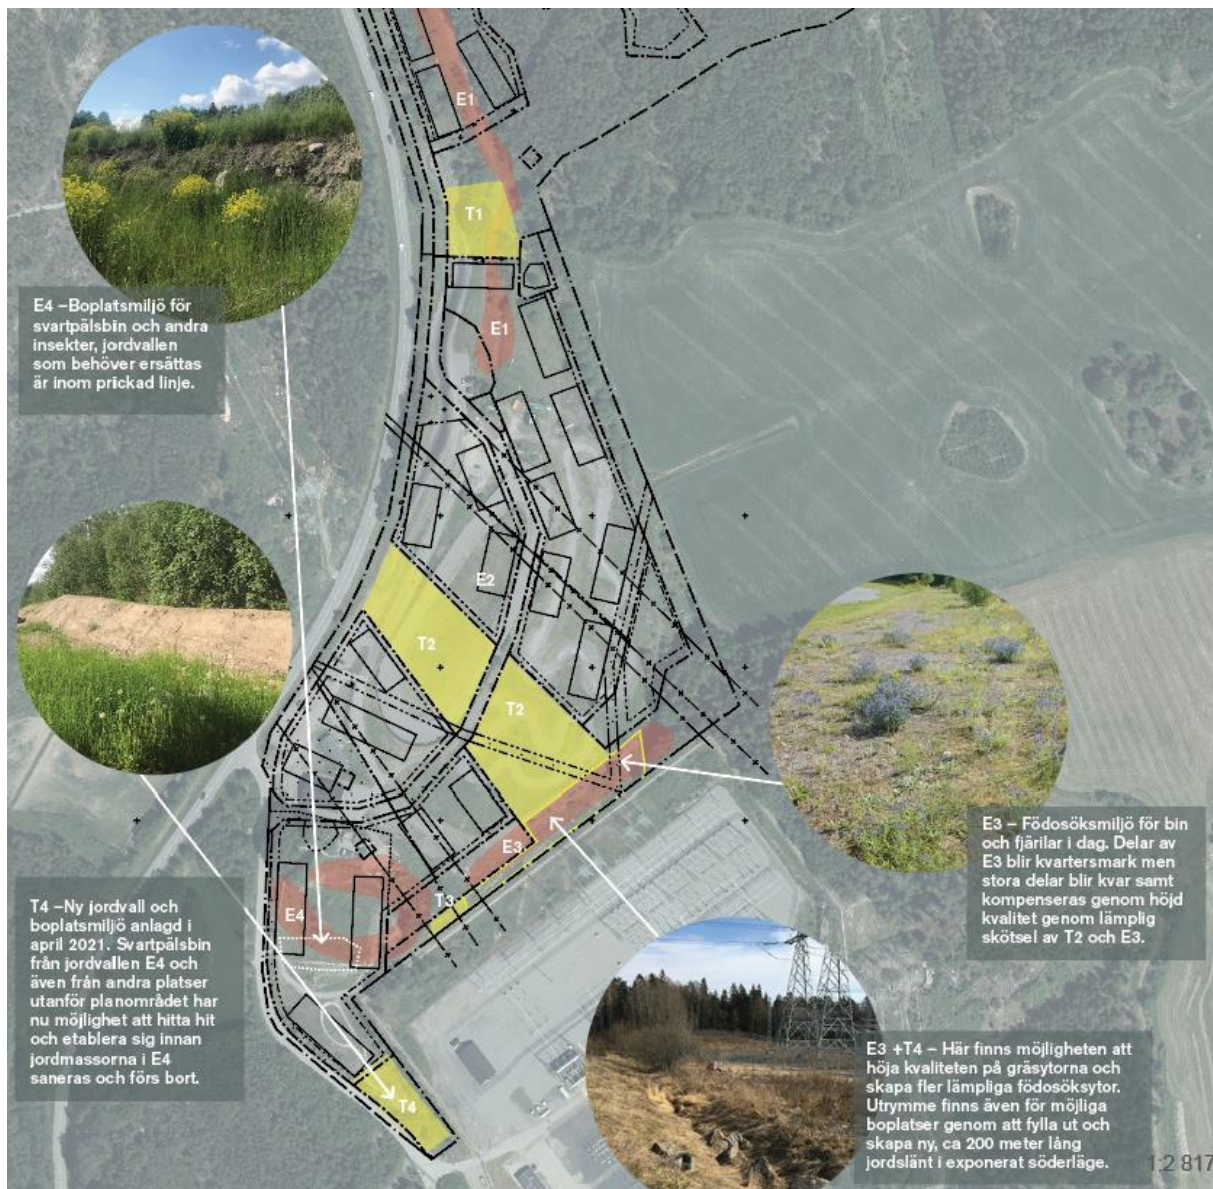 E1
T1
E1
E4 –Boplatsmiljö för
svartpälsbin och andra
insekter, jordvallen
som behöver ersättas
är inom prickad linje.
E2
T2
T2
E3
T3
E4
T4
E3 – Födosöksmiljö för bin
och fjärilar i dag. Delar av
E3 blir kvartersmark men
stora delar blir kvar samt
kompenseras genom höjd
kvalitet genom lämplig
skötsel av T2 och E3.
T4 –Ny jordvall och
boplatsmiljö anlagd i
april 2021. Svartpälsbin
från jordvallen E4 och
även från andra platser
utanför planområdet har
nu möjlighet att hitta hit
och etablera sig innan
jordmassorna i E4
saneras och förs bort.
E3 +T4 – Här finns möjligheten att
höja kvaliteten på gräsytorna och
skapa fler lämpliga födosöksytor.
Utrymme finns även för möjliga
boplatser genom att fylla ut och
skapa ny, ca 200 meter lång
jordslänt i exponerat söderläge.
1:2 817